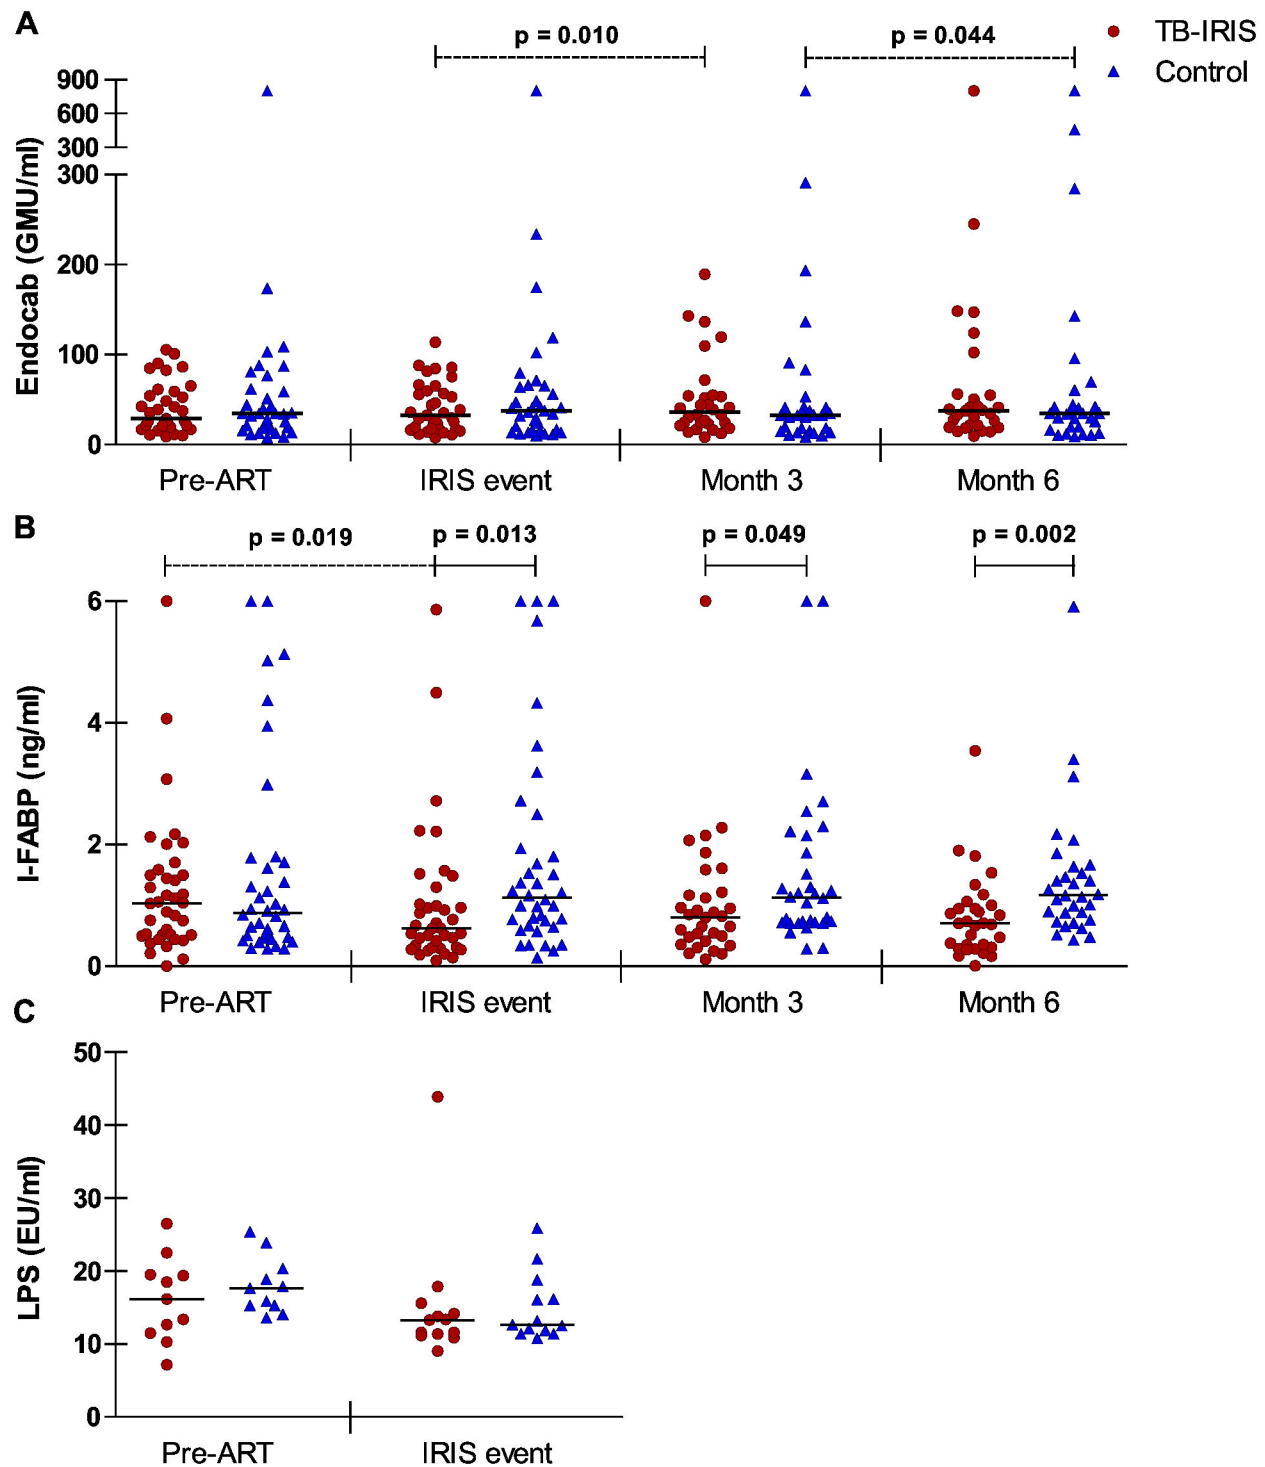 A
p = 0.010
p = 0.044
TB-IRIS
Control
Endocab (GMU/ml)
900
600
300
300
200
100
0
Pre-ART
IRIS event
Month 3
Month 6
B
p = 0.019
p = 0.013
p = 0.049
p = 0.002
I-FABP (ng/ml)
6
4
2
0
Pre-ART
IRIS event
Month 3
Month 6
C
LPS (EU/ml)
50
40
30
20
10
0
Pre-ART
IRIS event